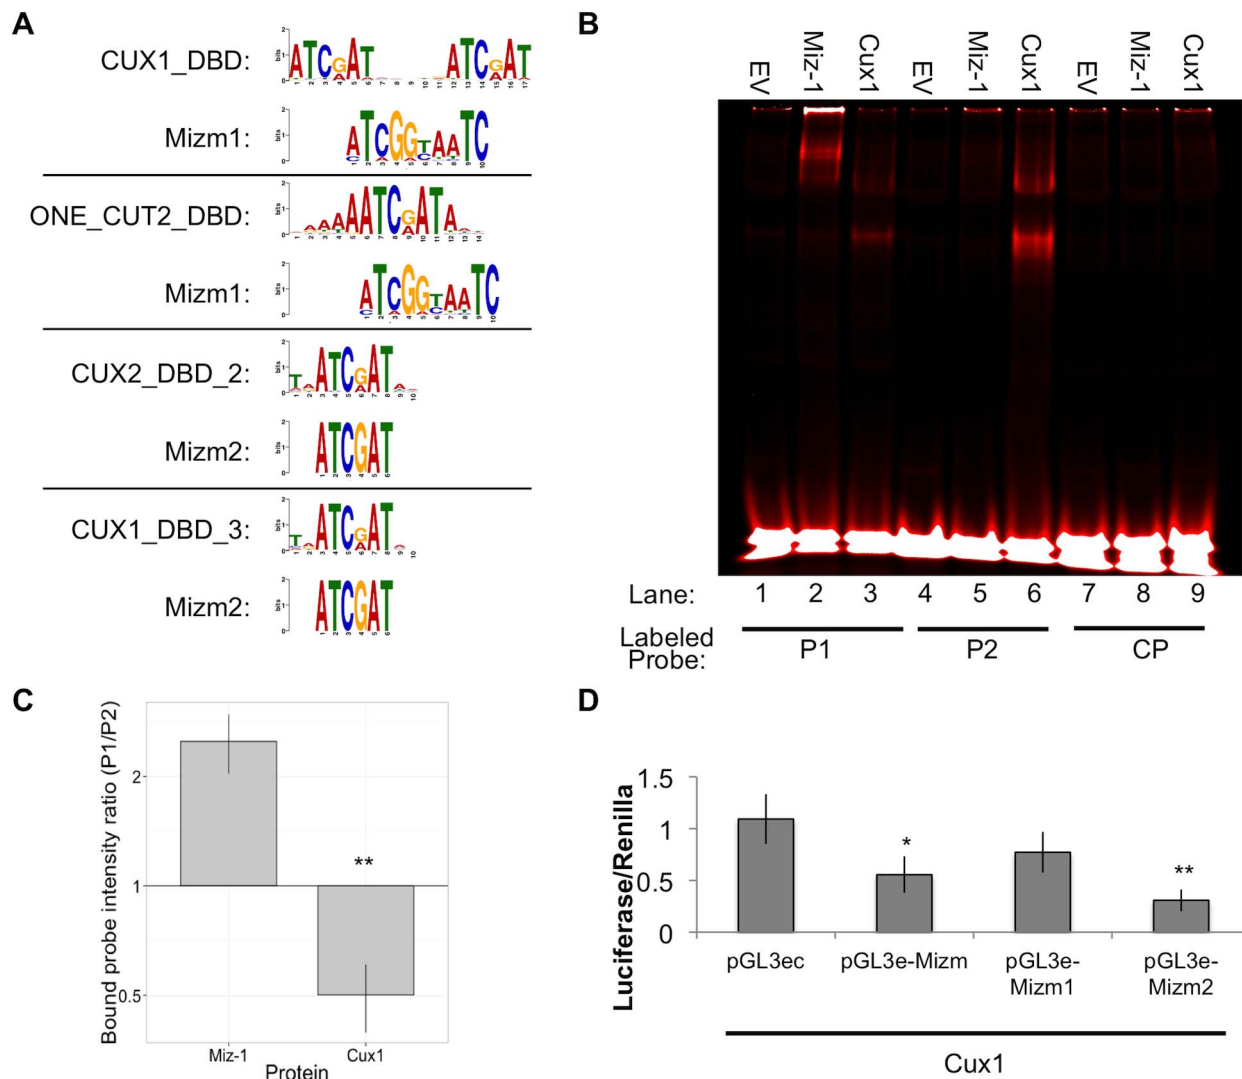 A
CUX1_DBD:
Mizm1:
ONE_CUT2_DBD:
Mizm1:
CUX2_DBD_2:
Mizm2:
CUX1_DBD_3:
Mizm2:
B
EV Miz-1 Cux1 EV Miz-1 Cux1 EV Miz-1 Cux1
Lane: 1 2 3 4 5 6 7 8 9
Labeled
Probe: P1 P2 CP
C
Bound probe intensity ratio (P1/P2)
2
1
0.5
**
Miz-1 Cux1
Protein
D
Luciferase/Renilla
1.5
1
0.5
0
*
**
pGL3ec pGL3e-Mizm pGL3e- pGL3e-
Mizm1 Mizm2
Cux1